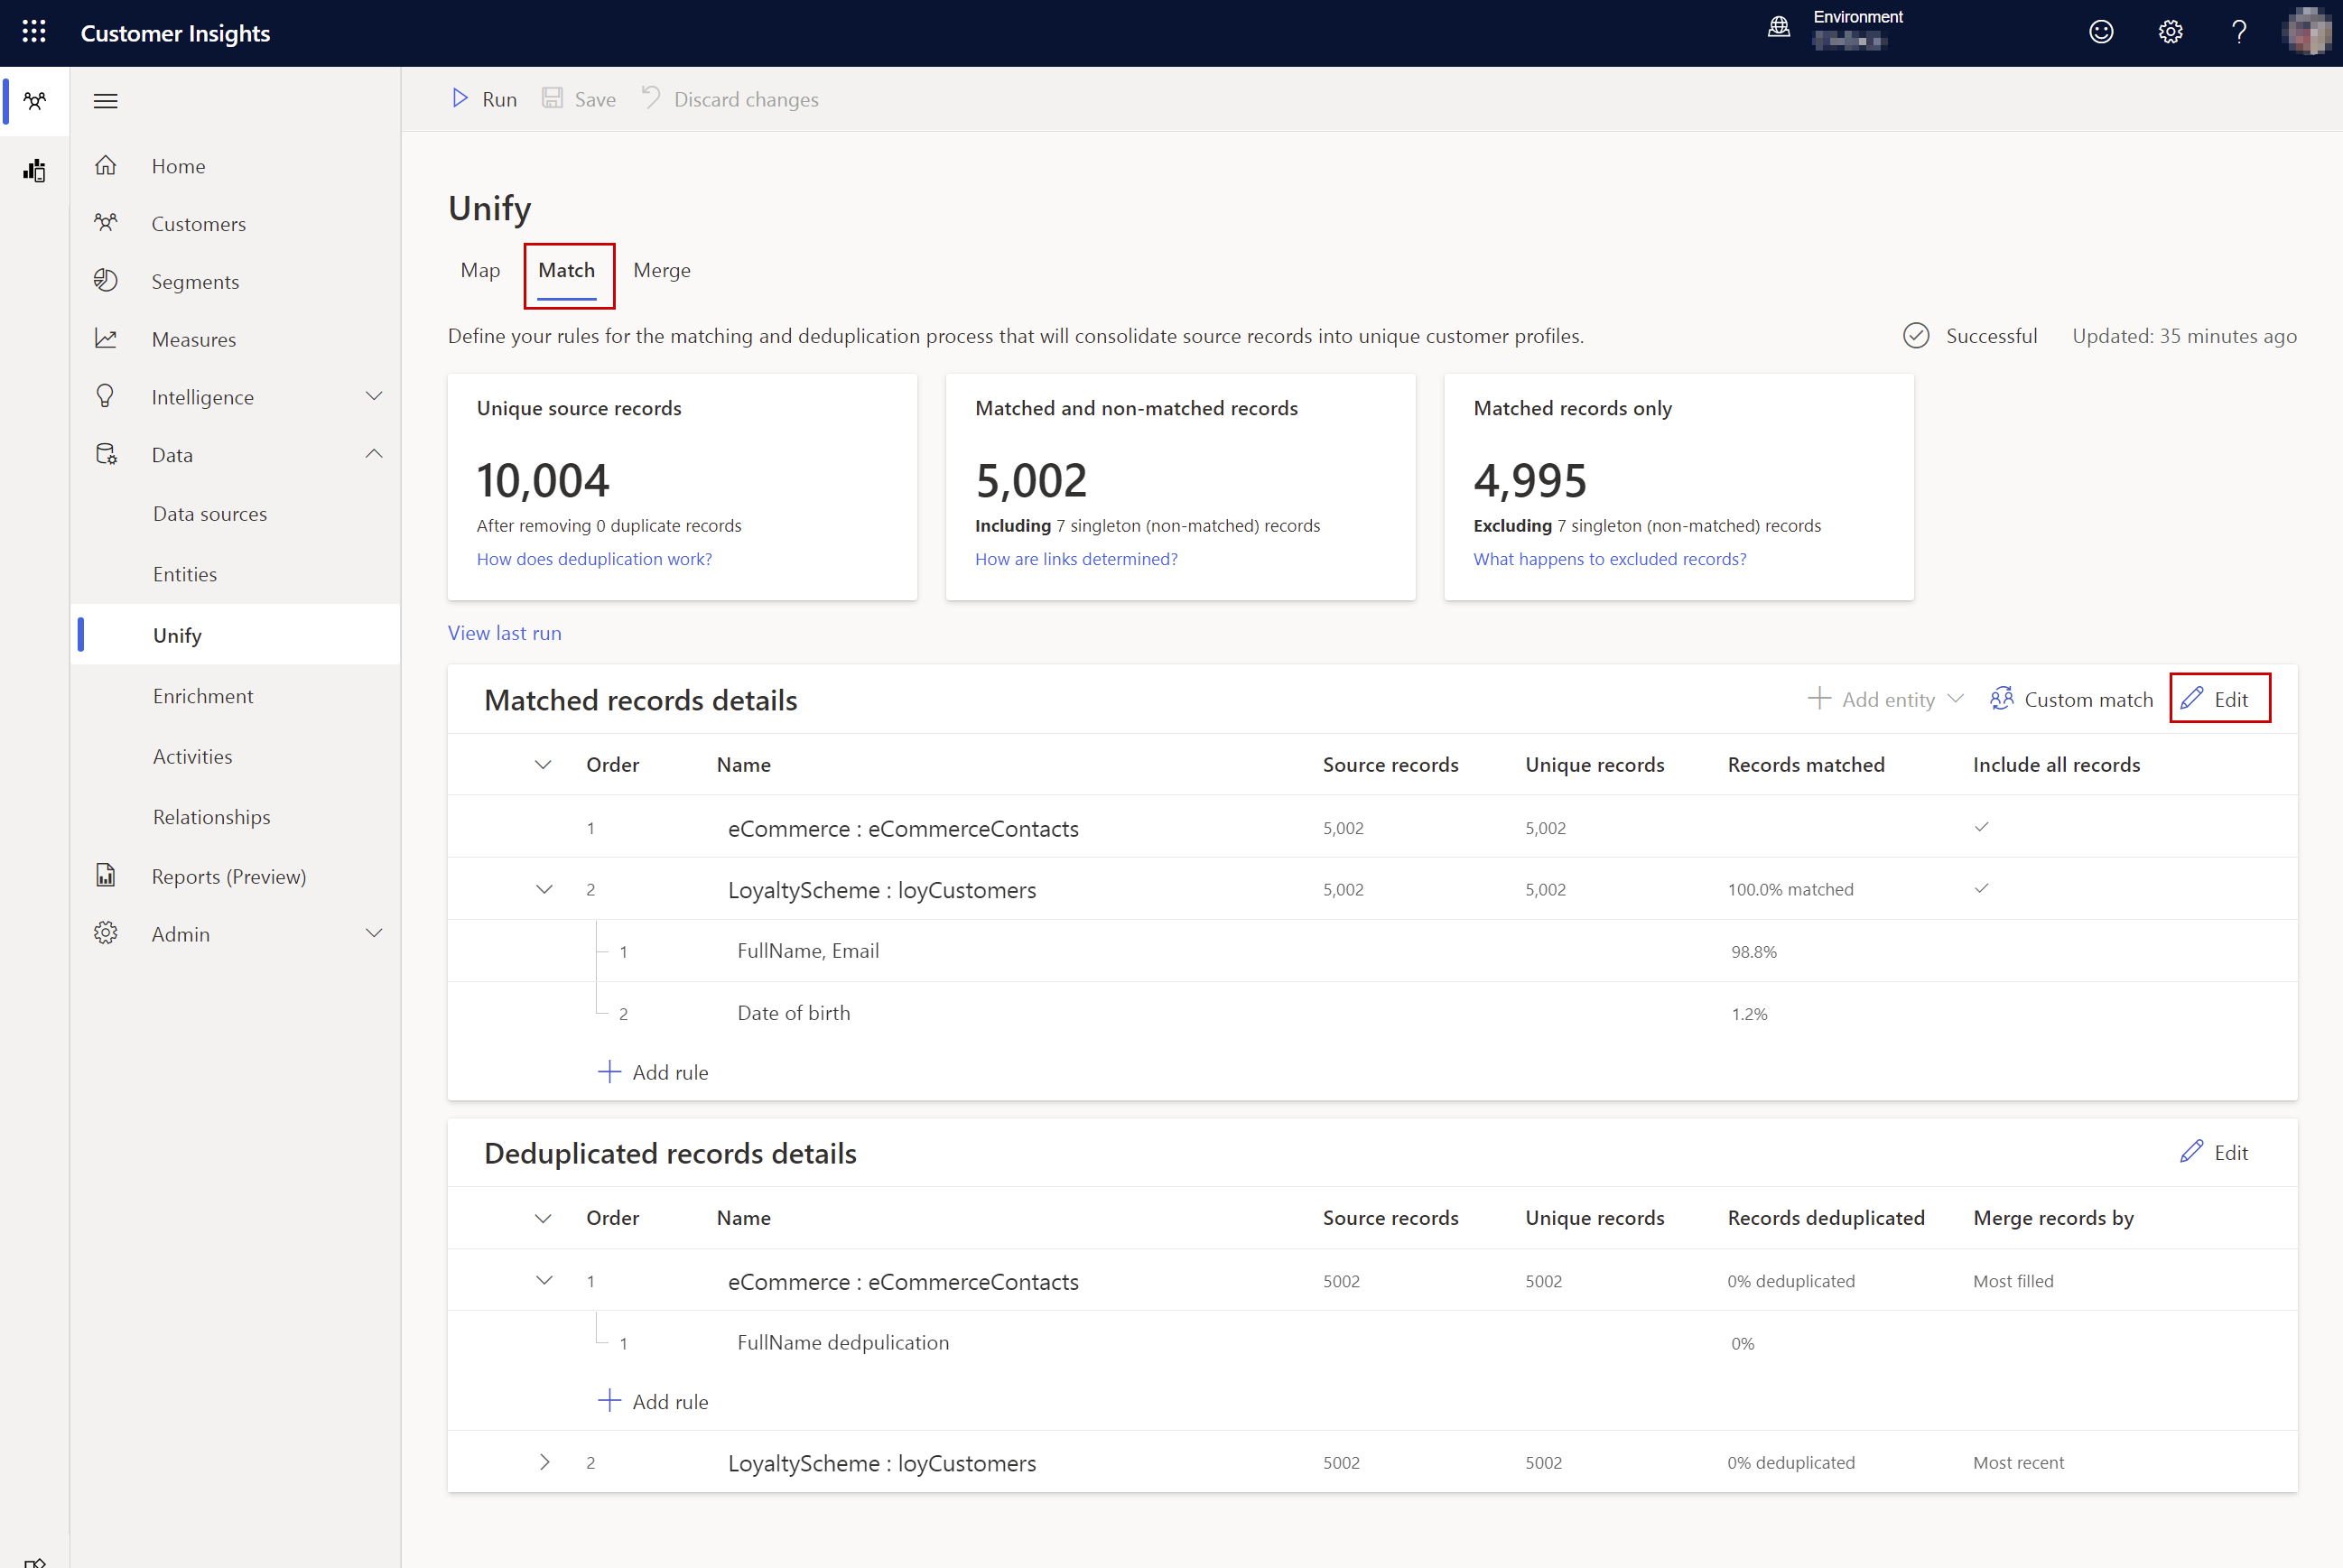 Customer Insights
Environment
Run Save Discard changes
Home
Customers
Segments
Measures
Intelligence
Data
Data sources
Entities
Unify
Enrichment
Activities
Relationships
Reports (Preview)
Admin
Unify
Map Match Merge
Define your rules for the matching and deduplication process that will consolidate source records into unique customer profiles.
Successful Updated: 35 minutes ago
Unique source records
10,004
After removing 0 duplicate records
How does deduplication work?
Matched and non-matched records
5,002
Including 7 singleton (non-matched) records
How are links determined?
Matched records only
4,995
Excluding 7 singleton (non-matched) records
What happens to excluded records?
View last run
Matched records details Add entity Custom match Edit
Order Name Source records Unique records Records matched Include all records
1 eCommerce : eCommerceContacts 5,002 5,002
2 LoyaltyScheme : loyCustomers 5,002 5,002 100.0% matched
1 FullName, Email 98.8%
2 Date of birth 1.2%
Add rule
Deduplicated records details Edit
Order Name Source records Unique records Records deduplicated Merge records by
1 eCommerce : eCommerceContacts 5002 5002 0% deduplicated Most filled
1 FullName dedpulication 0%
Add rule
2 LoyaltyScheme : loyCustomers 5002 5002 0% deduplicated Most recent